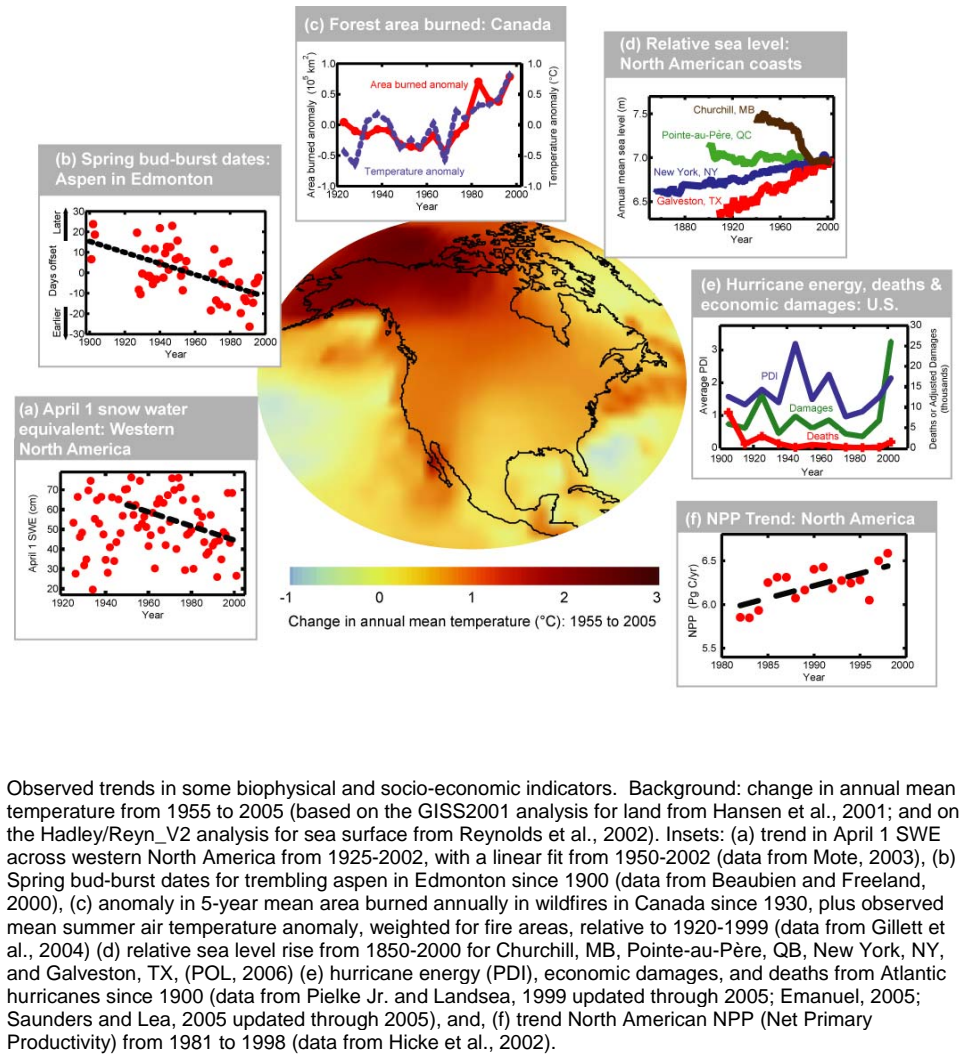 (c) Forest area burned: Canada
Area burned anomaly (10⁵ km²)
1.0
0.5
0.0
-0.5
-1.0
Area burned anomaly
Temperature anomaly
1.0
0.5
0.0
-0.5
-1.0
Temperature anomaly (°C)
1920 1940 1960 1980 2000
Year
(d) Relative sea level:
North American coasts
Annual mean sea level (m)
7.5
7.0
6.5
Churchill, MB
Pointe-au-Pére, QC
New York, NY
Galveston, TX
1880 1920 1960 2000
Year
(b) Spring bud-burst dates:
Aspen in Edmonton
Later
Days offset
Earlier
30
20
10
0
-10
-20
-30
1900 1920 1940 1960 1980 2000
Year
(e) Hurricane energy, deaths &
economic damages: U.S.
Average PDI
3
2
1
0
PDI
Damages
Deaths
30
25
20
15
10
5
0
Deaths or Adjusted Damages
(thousands)
1900 1920 1940 1960 1980 2000
Year
(a) April 1 snow water
equivalent: Western
North America
April 1 SWE (cm)
70
60
50
40
30
20
1920 1930 1940 1950 1960 1970 1980 1990 2000
Year
(f) NPP Trend: North America
NPP (Pg C/yr)
6.5
6.0
5.5
1980 1985 1990 1995 2000
Year
-1 0 1 2 3
Change in annual mean temperature (°C): 1955 to 2005
Observed trends in some biophysical and socio-economic indicators. Background: change in annual mean
temperature from 1955 to 2005 (based on the GISS2001 analysis for land from Hansen et al., 2001; and on
the Hadley/Reyn_V2 analysis for sea surface from Reynolds et al., 2002). Insets: (a) trend in April 1 SWE
across western North America from 1925-2002, with a linear fit from 1950-2002 (data from Mote, 2003), (b)
Spring bud-burst dates for trembling aspen in Edmonton since 1900 (data from Beaubien and Freeland,
2000), (c) anomaly in 5-year mean area burned annually in wildfires in Canada since 1930, plus observed
mean summer air temperature anomaly, weighted for fire areas, relative to 1920-1999 (data from Gillett et
al., 2004) (d) relative sea level rise from 1850-2000 for Churchill, MB, Pointe-au-Père, QB, New York, NY,
and Galveston, TX, (POL, 2006) (e) hurricane energy (PDI), economic damages, and deaths from Atlantic
hurricanes since 1900 (data from Pielke Jr. and Landsea, 1999 updated through 2005; Emanuel, 2005;
Saunders and Lea, 2005 updated through 2005), and, (f) trend North American NPP (Net Primary
Productivity) from 1981 to 1998 (data from Hicke et al., 2002).